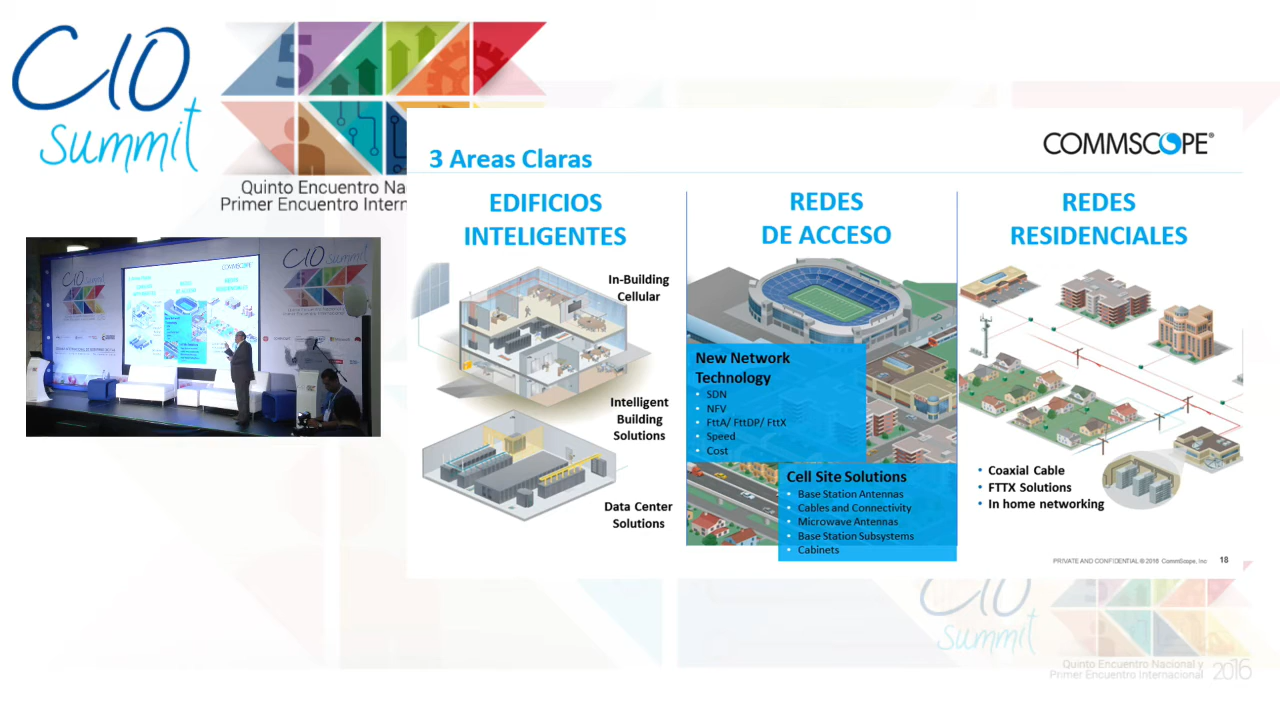 CIO
summit
5
Quinto Encuentro Na
Primer Encuentro Intern
COMMSCOPE®
3 Areas Claras
EDIFICIOS
INTELIGENTES
In-Building
Cellular
Intelligent
Building
Solutions
Data Center
Solutions
REDES
DE ACCESO
New Network
Technology
• SDN
• NFV
• FttA/ FttDP/ FttX
• Speed
• Cost
Cell Site Solutions
• Base Station Antennas
• Cables and Connectivity
• Microwave Antennas
• Base Station Subsystems
• Cabinets
REDES
RESIDENCIALES
• Coaxial Cable
• FTTX Solutions
• In home networking
PRIVATE AND CONFIDENTIAL © 2016 CommScope, Inc
18
CIO
summit
Quinto Encuentro Nacional y
Primer Encuentro Internacional
2016